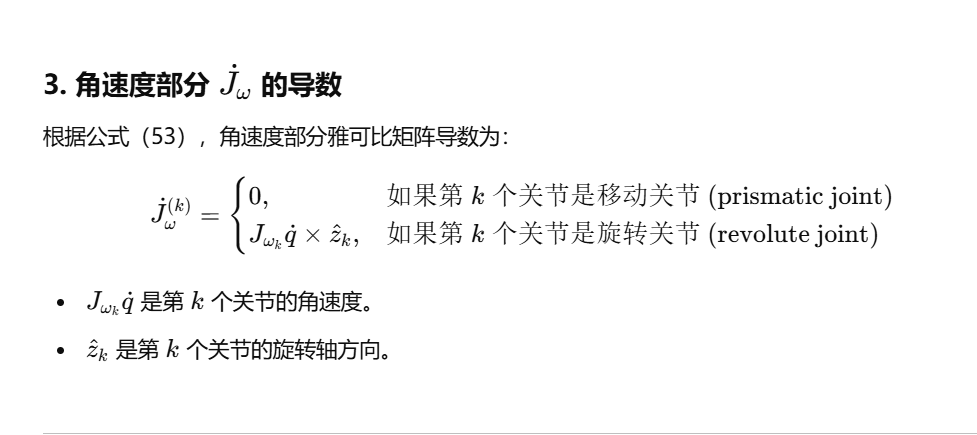 3. 角速度部分 $\dot{J}_{\omega}$ 的导数
根据公式（53），角速度部分雅可比矩阵导数为：
$\dot{J}_{\omega}^{(k)} = \begin{cases} 0, & \text{如果第 } k \text{ 个关节是移动关节 (prismatic joint)} \\ J_{\omega_k}\dot{q} \times \hat{z}_k, & \text{如果第 } k \text{ 个关节是旋转关节 (revolute joint)} \end{cases}$
• $J_{\omega_k}\dot{q}$ 是第 $k$ 个关节的角速度。
• $\hat{z}_k$ 是第 $k$ 个关节的旋转轴方向。